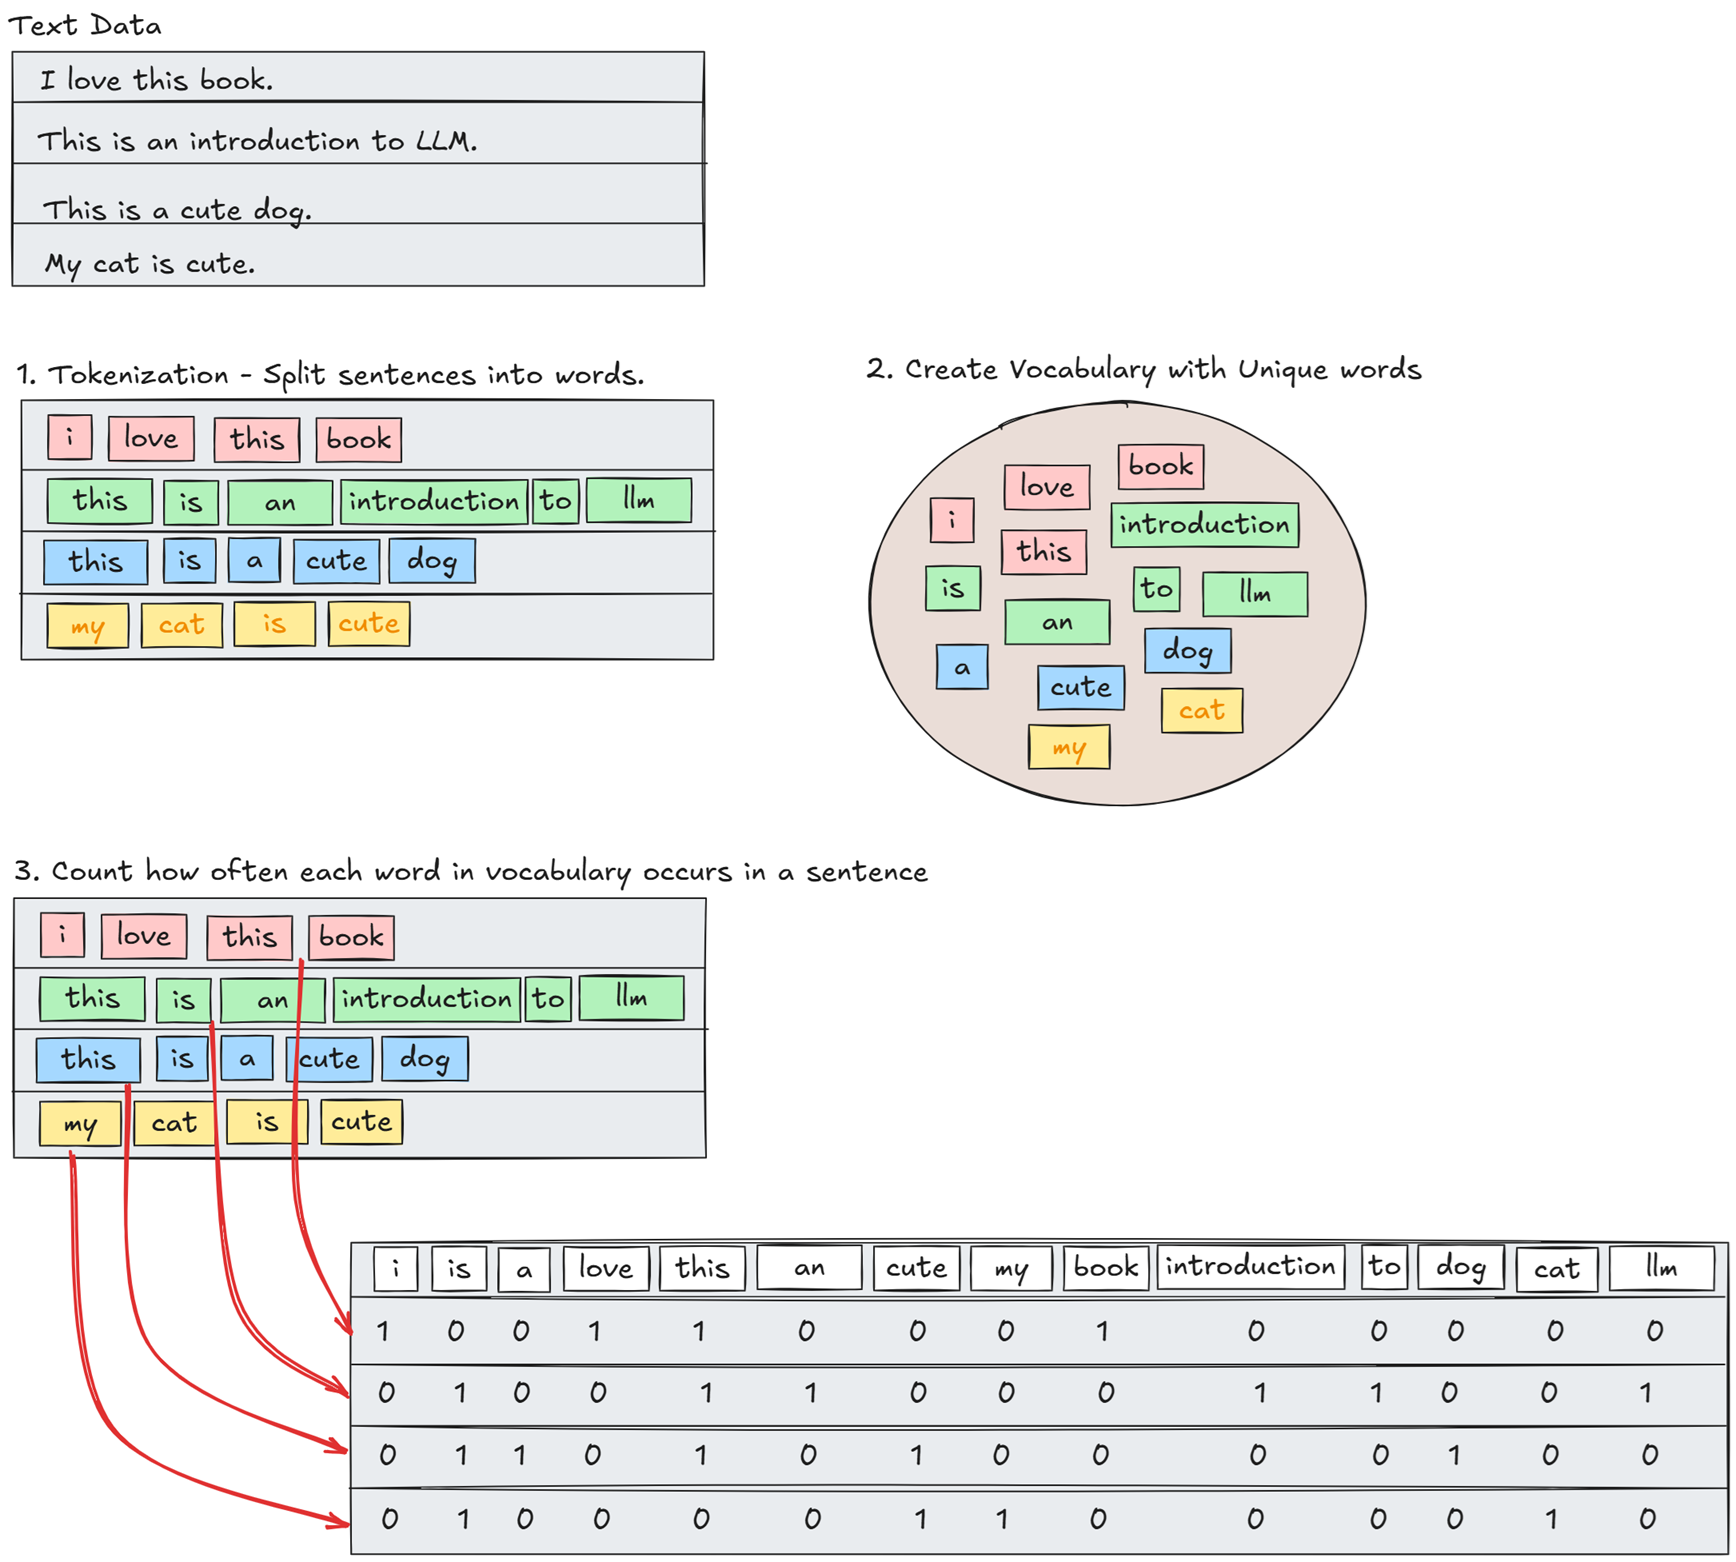 Text Data
I love this book.
This is an introduction to LLM.
This is a cute dog.
My cat is cute.
1. Tokenization - Split sentences into words.
i love this book
this is an introduction to llm
this is a cute dog
my cat is cute
2. Create Vocabulary with Unique words
book
love
i
introduction
this
is
to
llm
an
dog
a
cute
cat
my
3. Count how often each word in vocabulary occurs in a sentence
i love this book
this is an introduction to llm
this is a cute dog
my cat is cute
i is a love this an cute my book introduction to dog cat llm
1 0 0 1 1 0 0 0 1 0 0 0 0 0
0 1 0 0 1 1 0 0 0 1 1 0 0 1
0 1 1 0 1 0 1 0 0 0 0 1 0 0
0 1 0 0 0 0 1 1 0 0 0 0 1 0